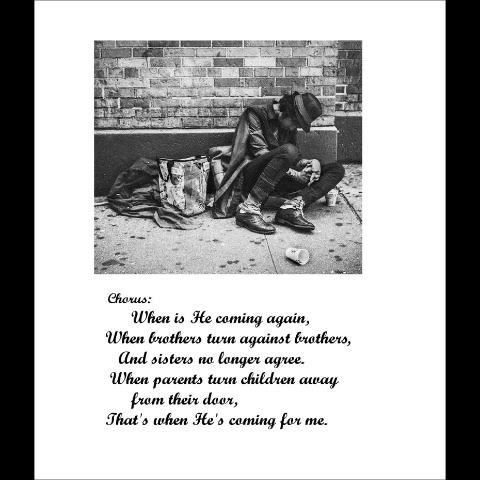 Chorus:
When is He coming again,
When brothers turn against brothers,
And sisters no longer agree.
When parents turn children away
from their door,
That's when He's coming for me.